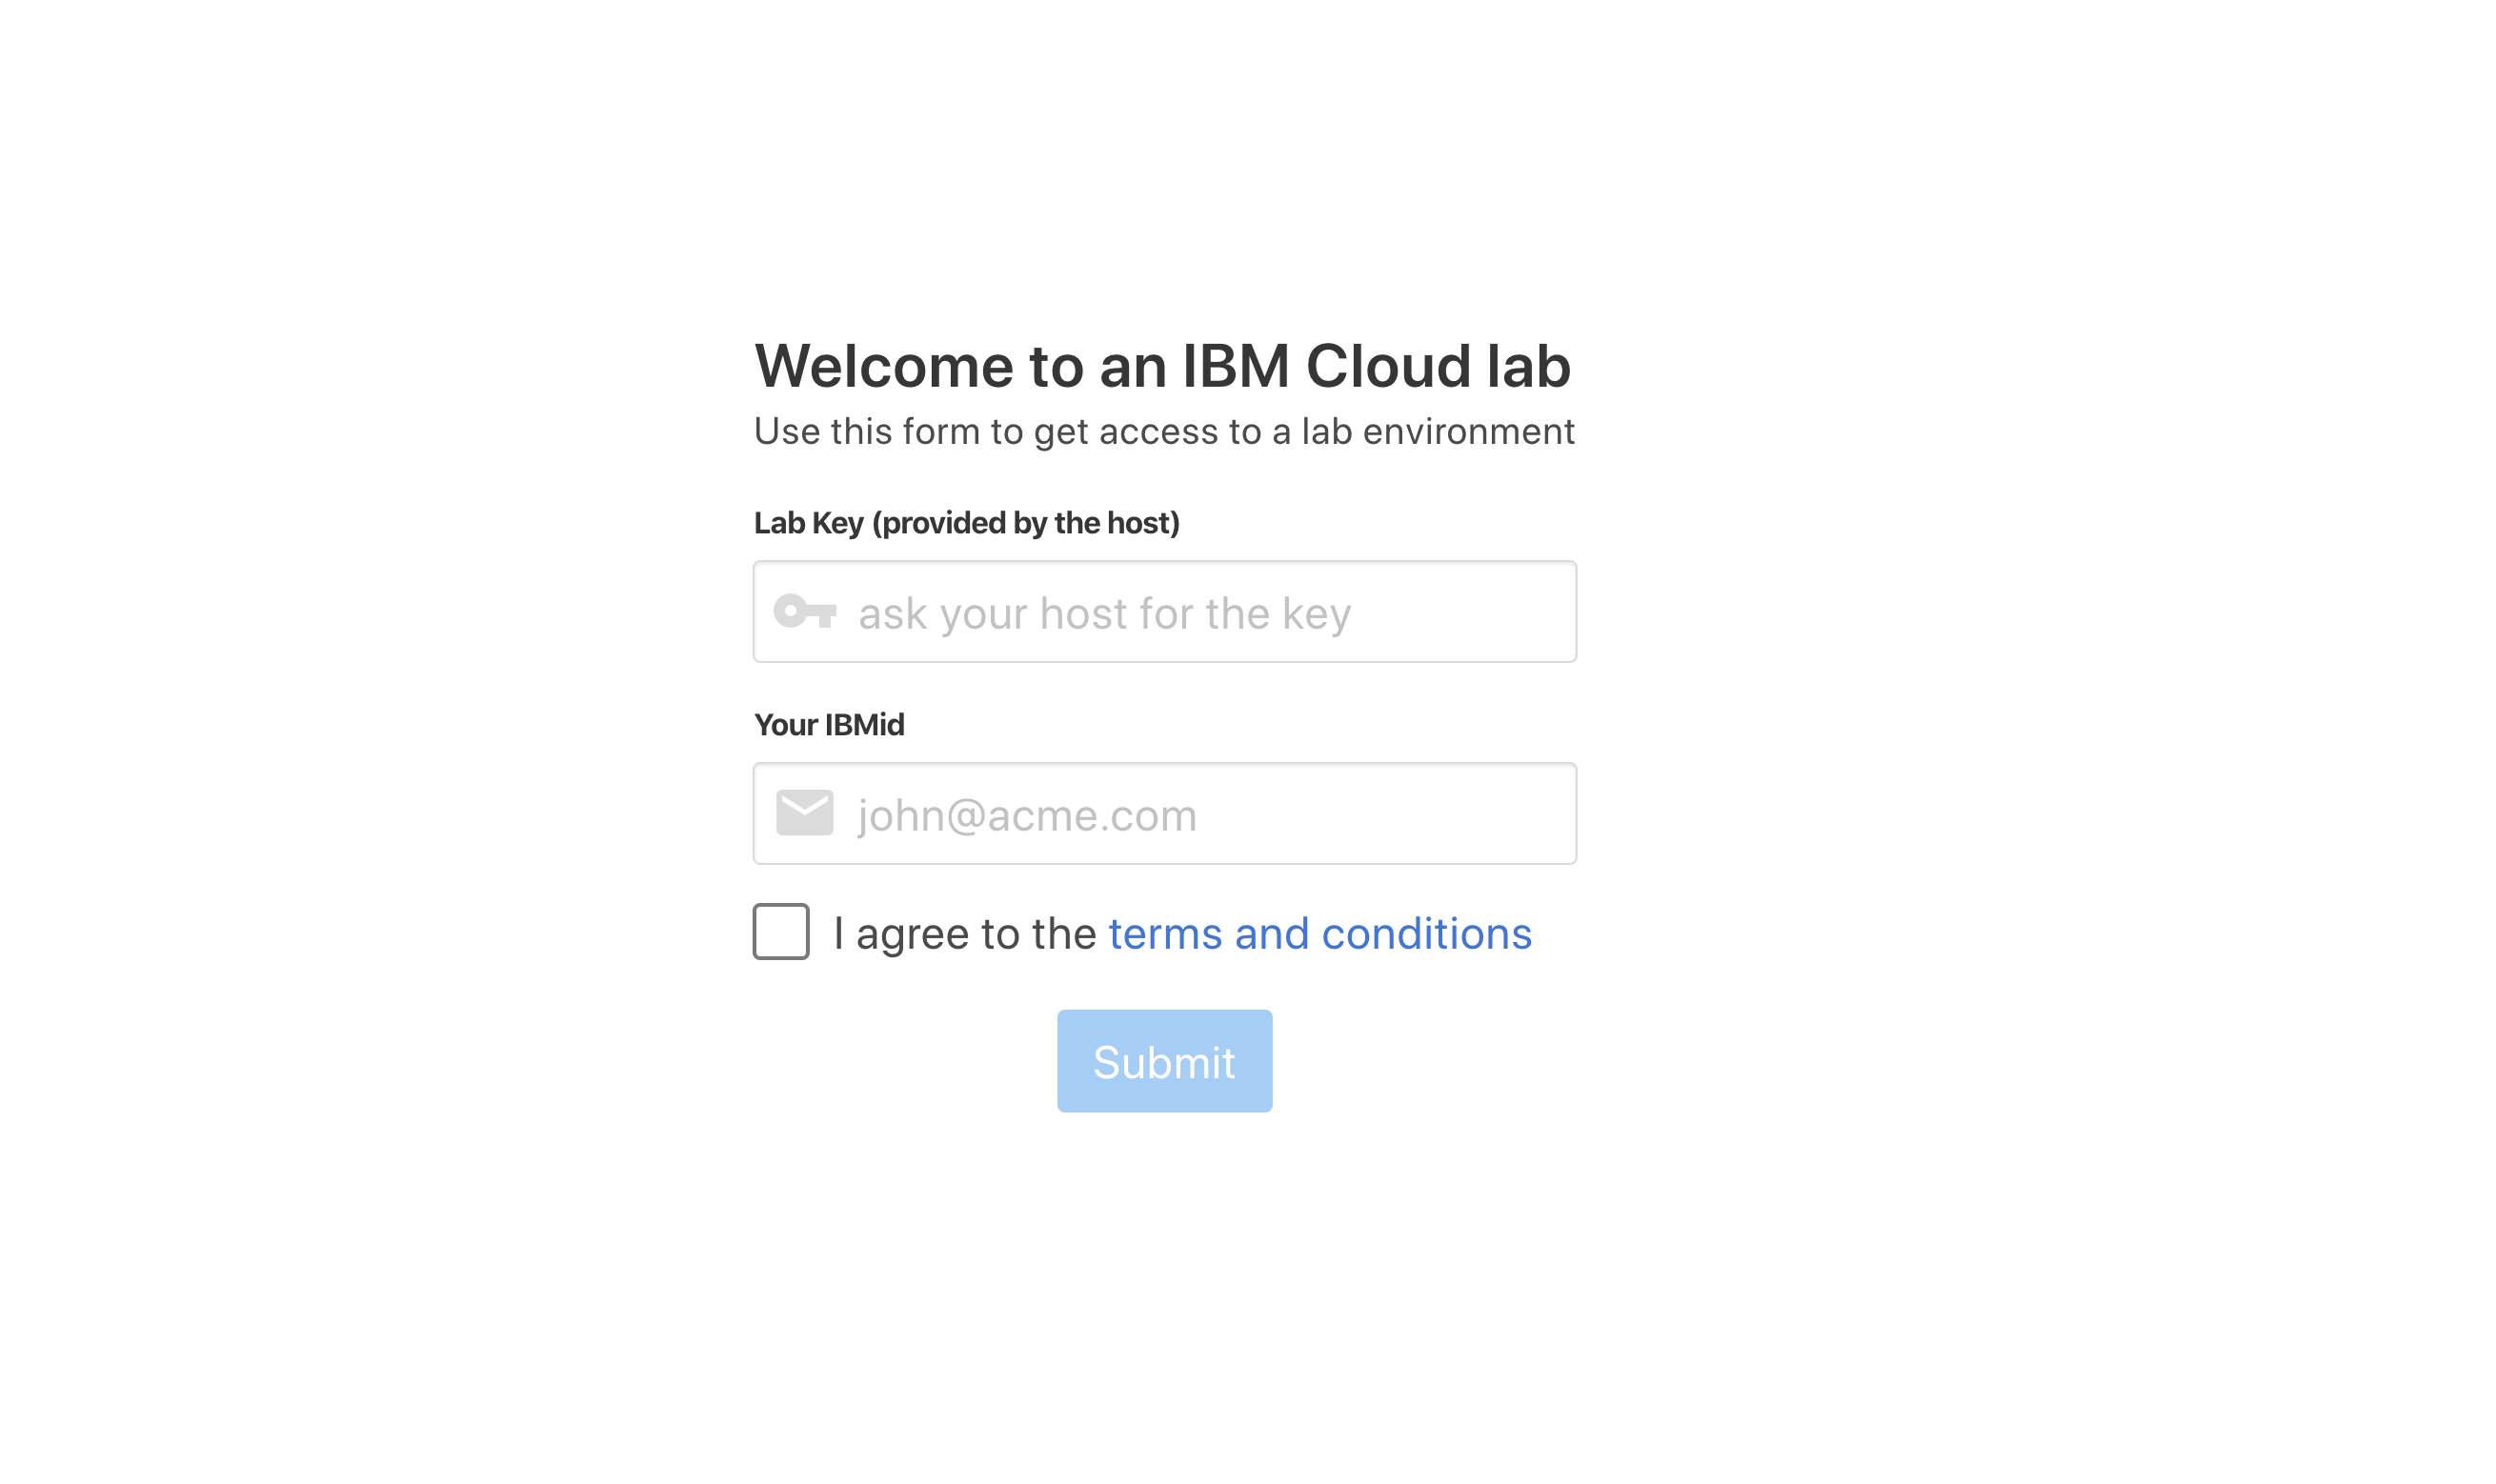 Welcome to an IBM Cloud lab
Use this form to get access to a lab environment
Lab Key (provided by the host)
ask your host for the key
Your IBMid
john@acme.com
I agree to the terms and conditions
Submit